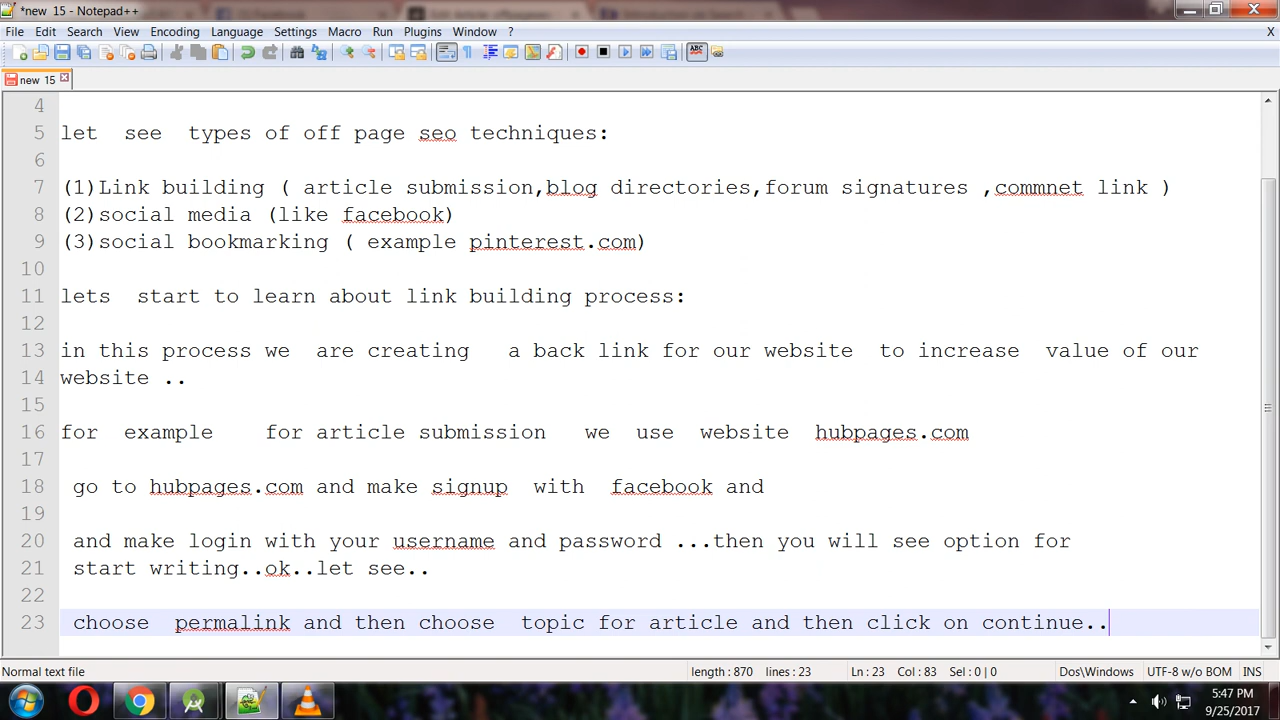 *new 15 - Notepad++
File Edit Search View Encoding Language Settings Macro Run Plugins Window ? X
new 15
4
5 let see types of off page seo techniques:
6
7 (1)Link building ( article submission,blog directories,forum signatures ,commnet link )
8 (2)social media (like facebook)
9 (3)social bookmarking ( example pinterest.com)
10
11 lets start to learn about link building process:
12
13 in this process we are creating a back link for our website to increase value of our
14 website ..
15
16 for example for article submission we use website hubpages.com
17
18 go to hubpages.com and make signup with facebook and
19
20 and make login with your username and password ...then you will see option for
21 start writing..ok..let see..
22
23 choose permalink and then choose topic for article and then click on continue..
Normal text file length : 870 lines : 23 Ln : 23 Col : 83 Sel : 0 | 0 Dos\Windows UTF-8 w/o BOM INS
5:47 PM
9/25/2017